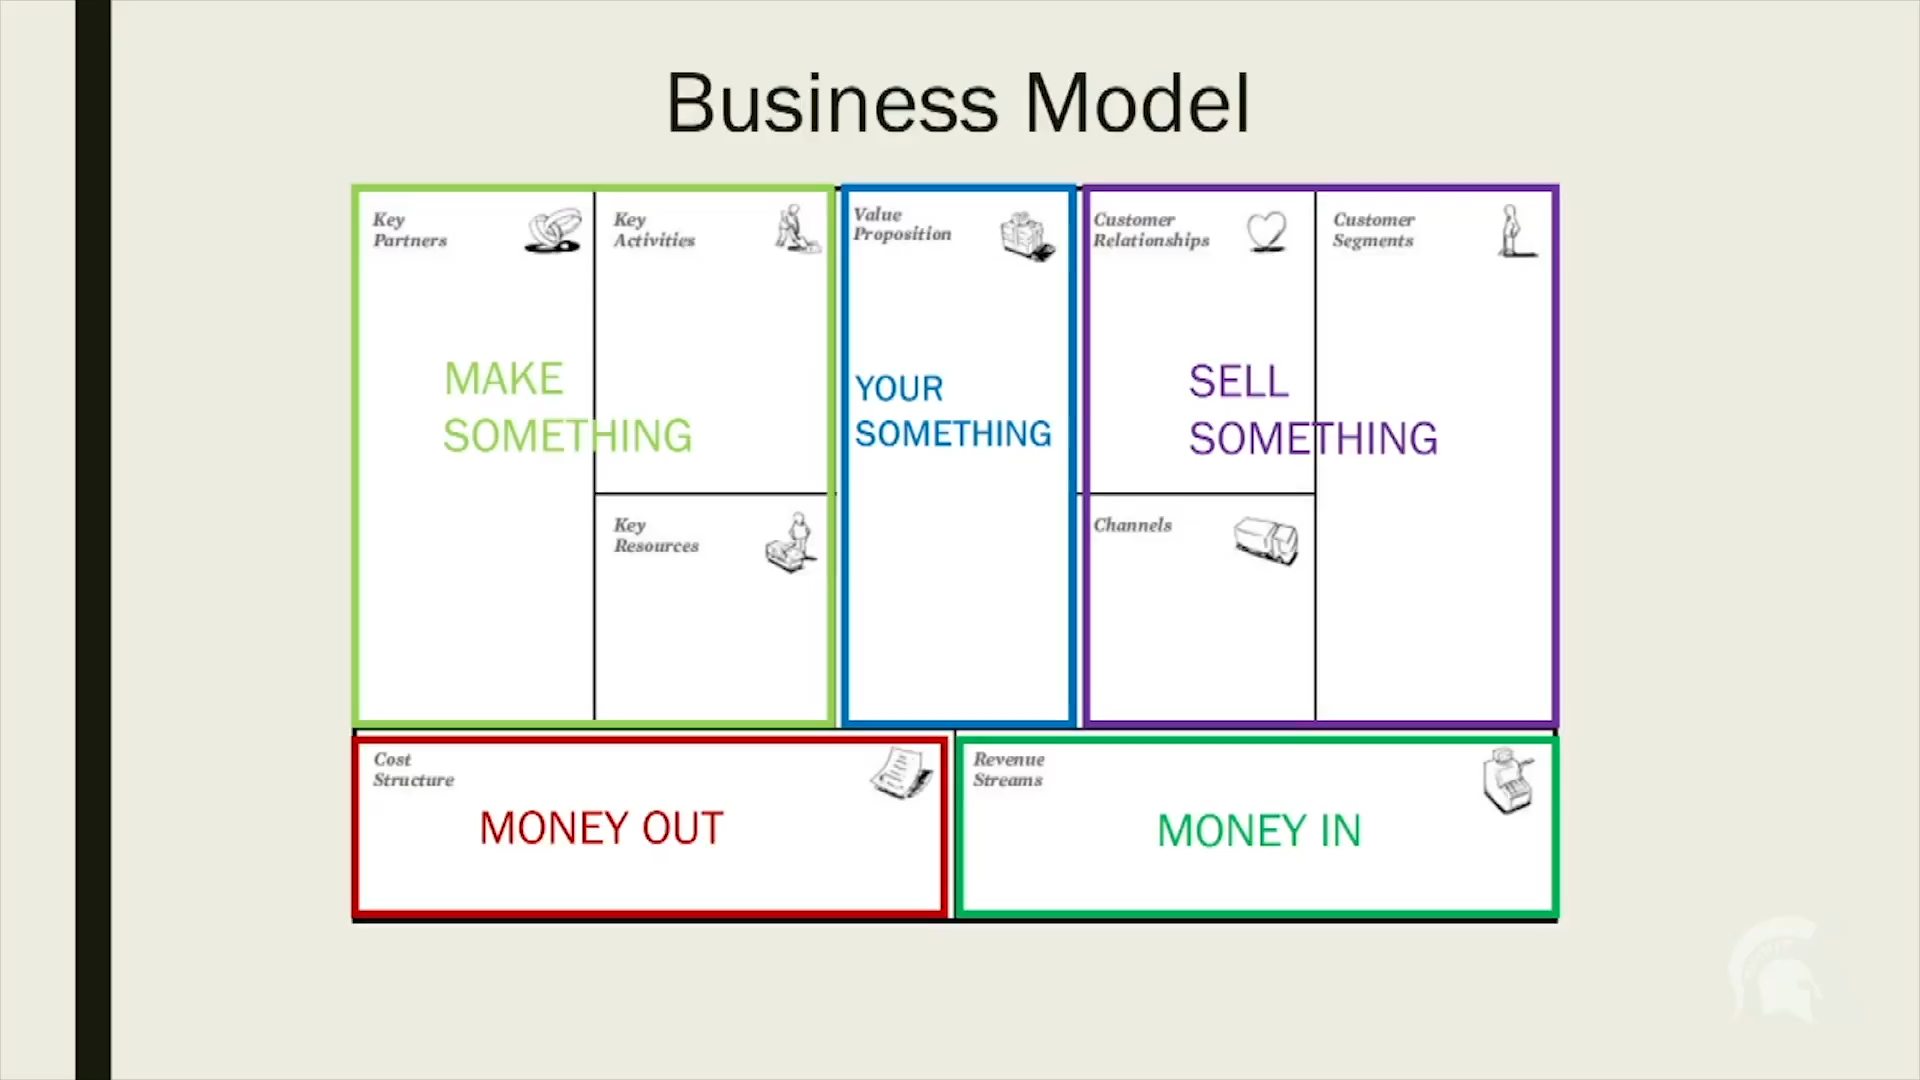 Business Model
Key
Partners
Key
Activities
Value
Proposition
Customer
Relationships
Customer
Segments
MAKE
SOMETHING
YOUR
SOMETHING
SELL
SOMETHING
Key
Resources
Channels
Cost
Structure
MONEY OUT
Revenue
Streams
MONEY IN